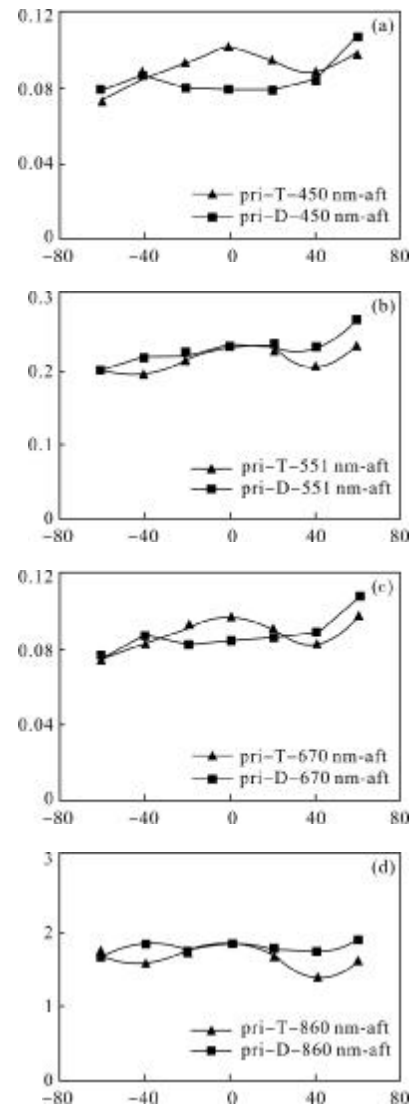 0.12
(a)
0.08
0.04
pri-T-450 nm-aft
pri-D-450 nm-aft
0
-80 -40 0 40 80
0.3
(b)
0.2
0.1
pri-T-551 nm-aft
pri-D-551 nm-aft
0
-80 -40 0 40 80
0.12
(c)
0.08
0.04
pri-T-670 nm-aft
pri-D-670 nm-aft
0
-80 -40 0 40 80
3
(d)
2
1
pri-T-860 nm-aft
pri-D-860 nm-aft
0
-80 -40 0 40 80